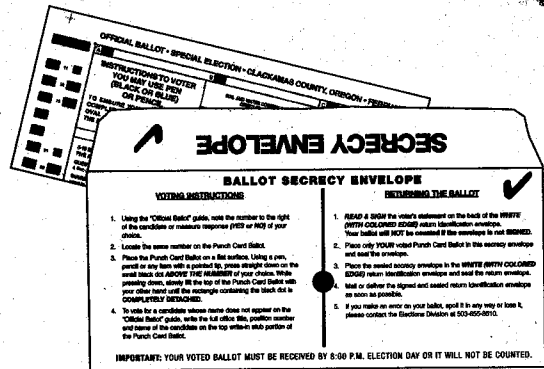 OFFICIAL BALLOT • SPECIAL ELECTION • CLACKAMAS COUNTY, OREGON •
INSTRUCTIONS TO VOTER
YOU MAY USE PEN
(BLACK OR BLUE)
OR PENCIL.
SECRECY ENVELOPE
BALLOT SECRECY ENVELOPE
VOTING INSTRUCTIONS
1. Using the "Official Ballot" guide, note the number to the right
of the candidate or measure response (YES or NO) of your
choice.
2. Locate the same number on the Punch Card Ballot.
3. Place the Punch Card Ballot on a flat surface. Using a pen,
pencil or any item with a pointed tip, press straight down on the
small black dot ABOVE THE NUMBER of your choice. While
pressing down, slowly lift the top of the Punch Card Ballot with
your other hand until the rectangle containing the black dot is
COMPLETELY DETACHED.
4. To vote for a candidate whose name does not appear on the
"Official Ballot" guide, write the full office title, position number
and name of the candidate on the top write-in stub portion of
the Punch Card Ballot.
RETURNING THE BALLOT
1. READ & SIGN the voter's statement on the back of the WHITE
(WITH COLORED EDGE) return identification envelope.
Your ballot will NOT be counted if the envelope is not SIGNED.
2. Place only YOUR voted Punch Card Ballot in this secrecy envelope
and seal the envelope.
3. Place the sealed secrecy envelope in the WHITE (WITH COLORED
EDGE) return identification envelope and seal the return envelope.
4. Mail or deliver the signed and sealed return identification envelope
as soon as possible.
5. If you make an error on your ballot, spoil it in any way or lose it,
please contact the Elections Division at 503-655-8510.
IMPORTANT: YOUR VOTED BALLOT MUST BE RECEIVED BY 8:00 P.M. ELECTION DAY OR IT WILL NOT BE COUNTED.